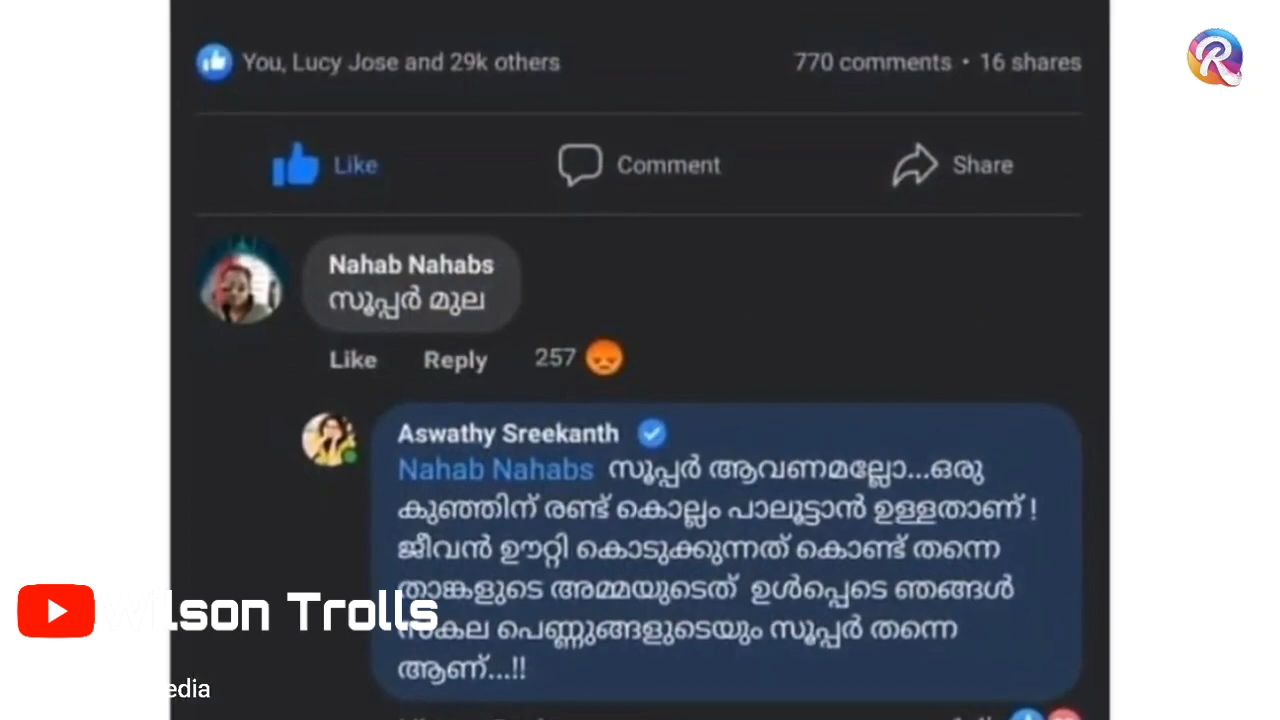 You, Lucy Jose and 29k others
770 comments • 16 shares
Like
Comment
Share
Nahab Nahabs
സൂപ്പർ മുല
Like
Reply
257
Aswathy Sreekanth
Nahab Nahabs സൂപ്പർ ആവണമല്ലോ...ഒരു
കുഞ്ഞിന് രണ്ട് കൊല്ലം പാലൂട്ടാൻ ഉള്ളതാണ് !
ജീവൻ ഊറ്റി കൊടുക്കുന്നത് കൊണ്ട് തന്നെ
താങ്കളുടെ അമ്മയുടെത് ഉൾപ്പെടെ ഞങ്ങൾ
സകല പെണ്ണുങ്ങളുടെയും സൂപ്പർ തന്നെ
ആണ്...!!
Wilson Trolls
edia
R